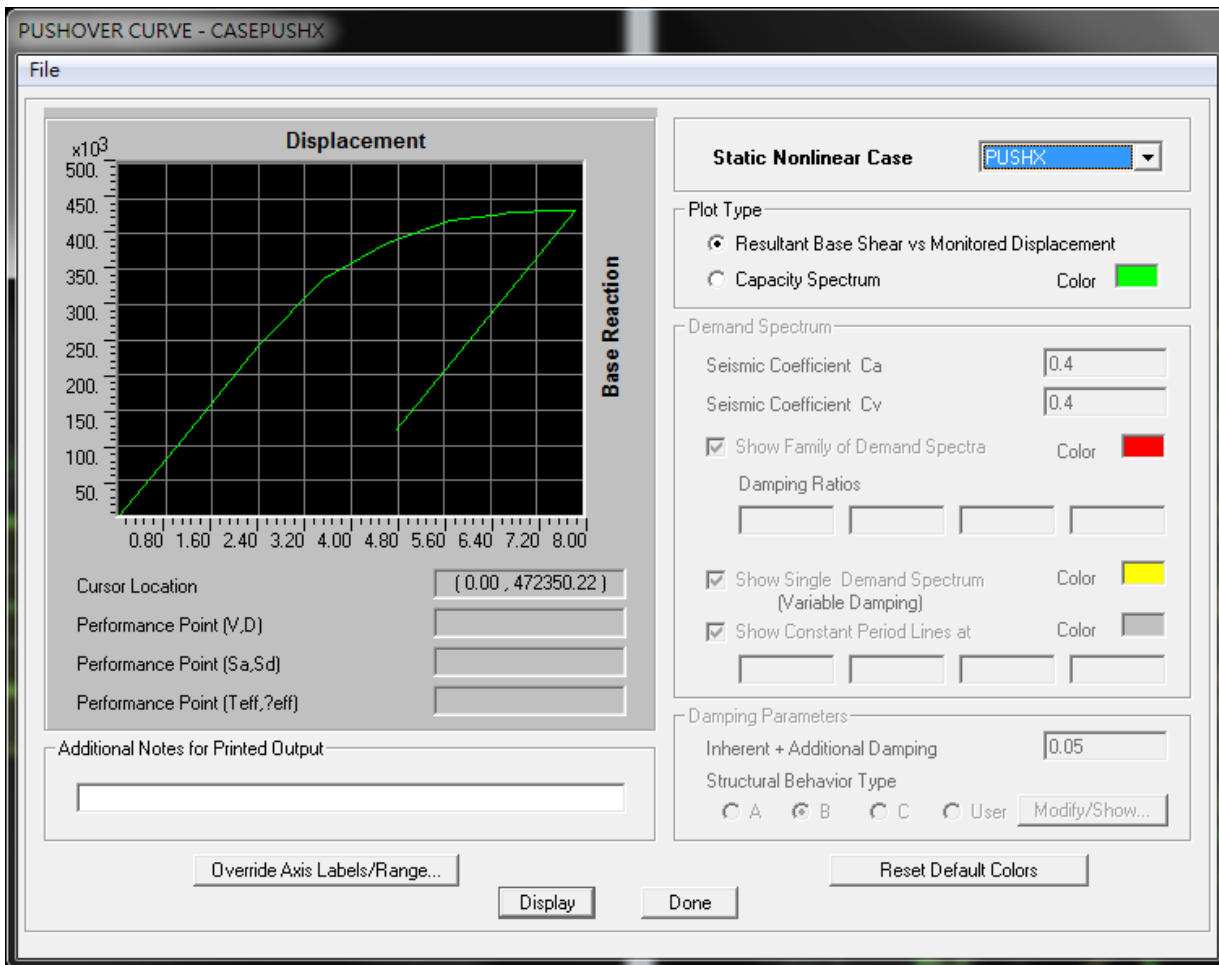 PUSHOVER CURVE - CASEPUSHX
File
Displacement
x10³
500.
450.
400.
350.
300.
250.
200.
150.
100.
50.
Base Reaction
0.80 1.60 2.40 3.20 4.00 4.80 5.60 6.40 7.20 8.00
Cursor Location ( 0.00 , 472350.22 )
Performance Point (V,D)
Performance Point (Sa,Sd)
Performance Point (Teff,?eff)
Additional Notes for Printed Output
Static Nonlinear Case PUSHX
Plot Type
Resultant Base Shear vs Monitored Displacement
Capacity Spectrum Color
Demand Spectrum
Seismic Coefficient Ca 0.4
Seismic Coefficient Cv 0.4
Show Family of Demand Spectra Color
Damping Ratios
Show Single Demand Spectrum Color
(Variable Damping)
Show Constant Period Lines at Color
Damping Parameters
Inherent + Additional Damping 0.05
Structural Behavior Type
A B C User Modify/Show...
Override Axis Labels/Range... Reset Default Colors
Display Done